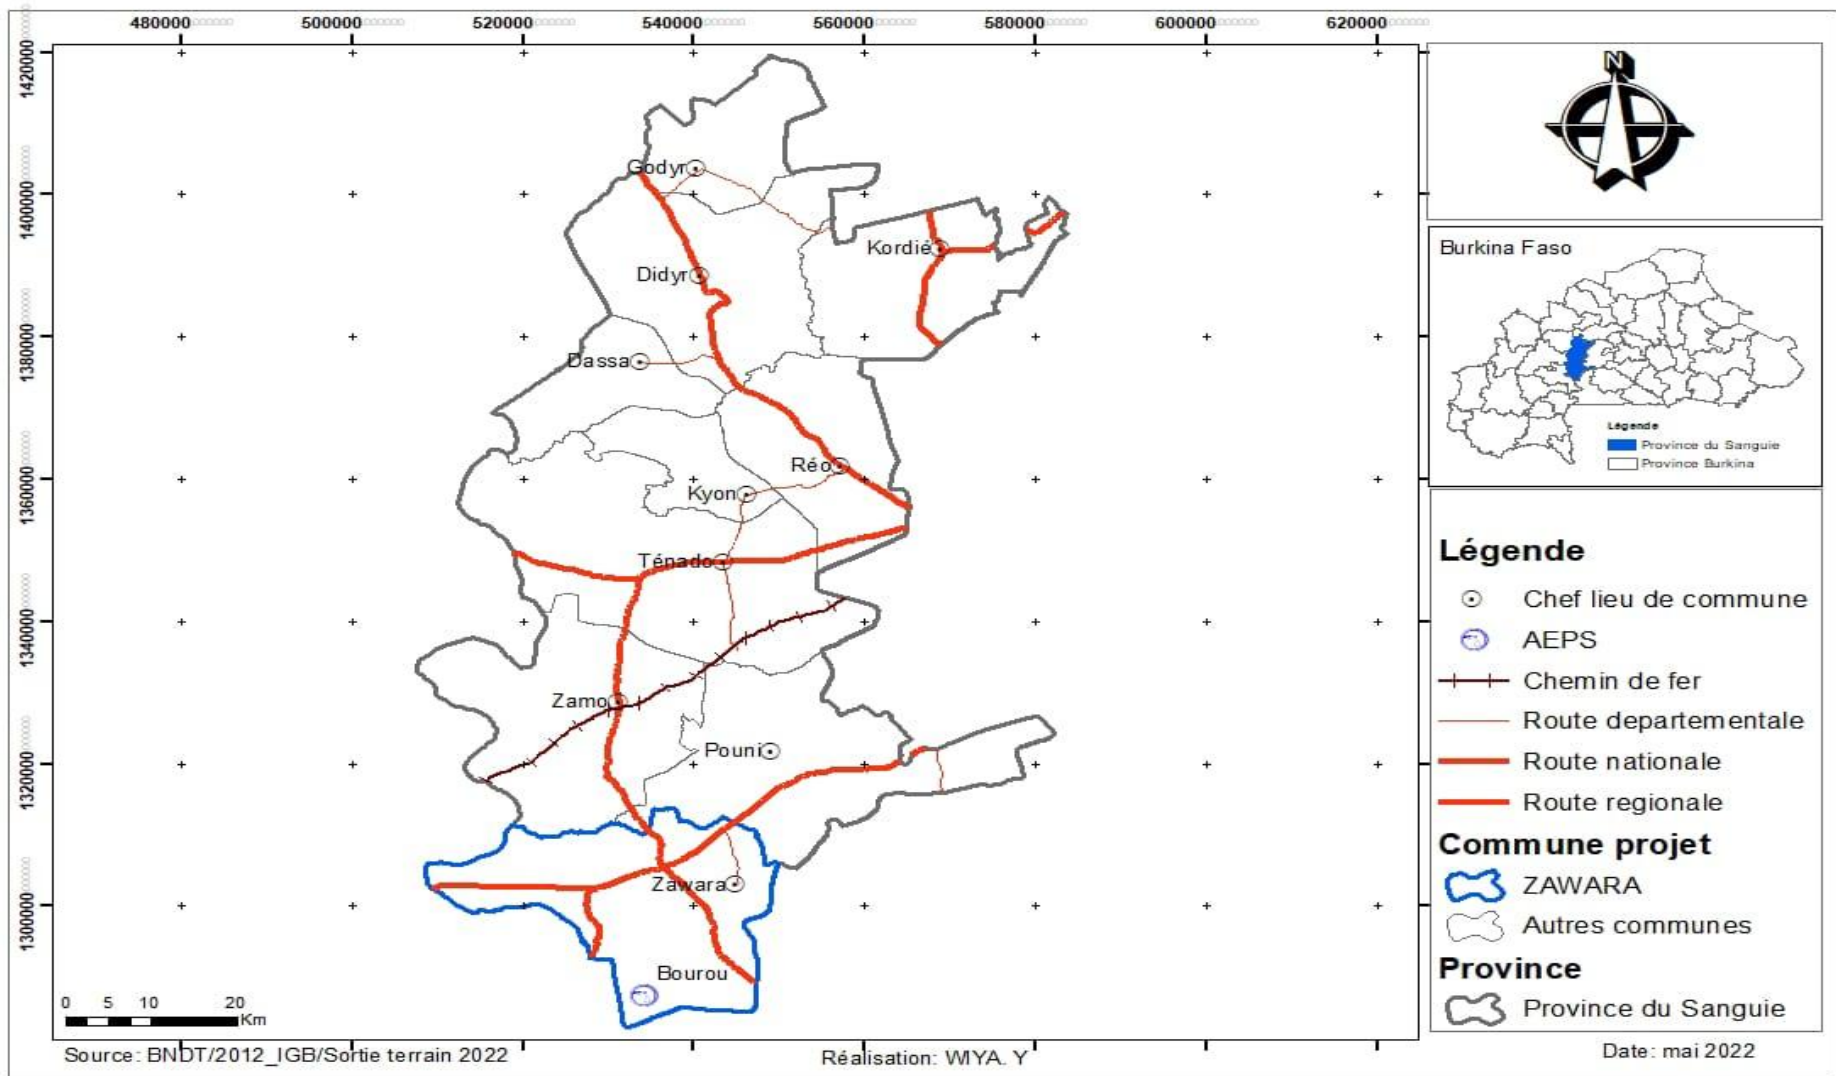 480000 500000 520000 540000 560000 580000 600000 620000
1420000
1400000
1380000
1360000
1340000
1320000
1300000
N
Godyr
Kordié
Didyr
Dassa
Réo
Kyon
Ténado
Zamo
Pouni
Zawara
Bourou
0 5 10 20
Km
Burkina Faso
Légende
Province du Sanguie
Province Burkina
Légende
Chef lieu de commune
AEPS
Chemin de fer
Route departementale
Route nationale
Route regionale
Commune projet
ZAWARA
Autres communes
Province
Province du Sanguie
Source: BNDT/2012_IGB/Sortie terrain 2022
Réalisation: WIYA. Y
Date: mai 2022